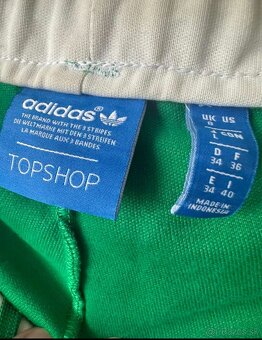 adidas
THE BRAND WITH THE 3 STRIPES
DIE WELTMARKE MIT DEN 3 STREIFEN
LA MARQUE AUX 3 BANDES
TOPSHOP
UK US
D F
34 36
E I
34 40
MADE IN
INDONESIA